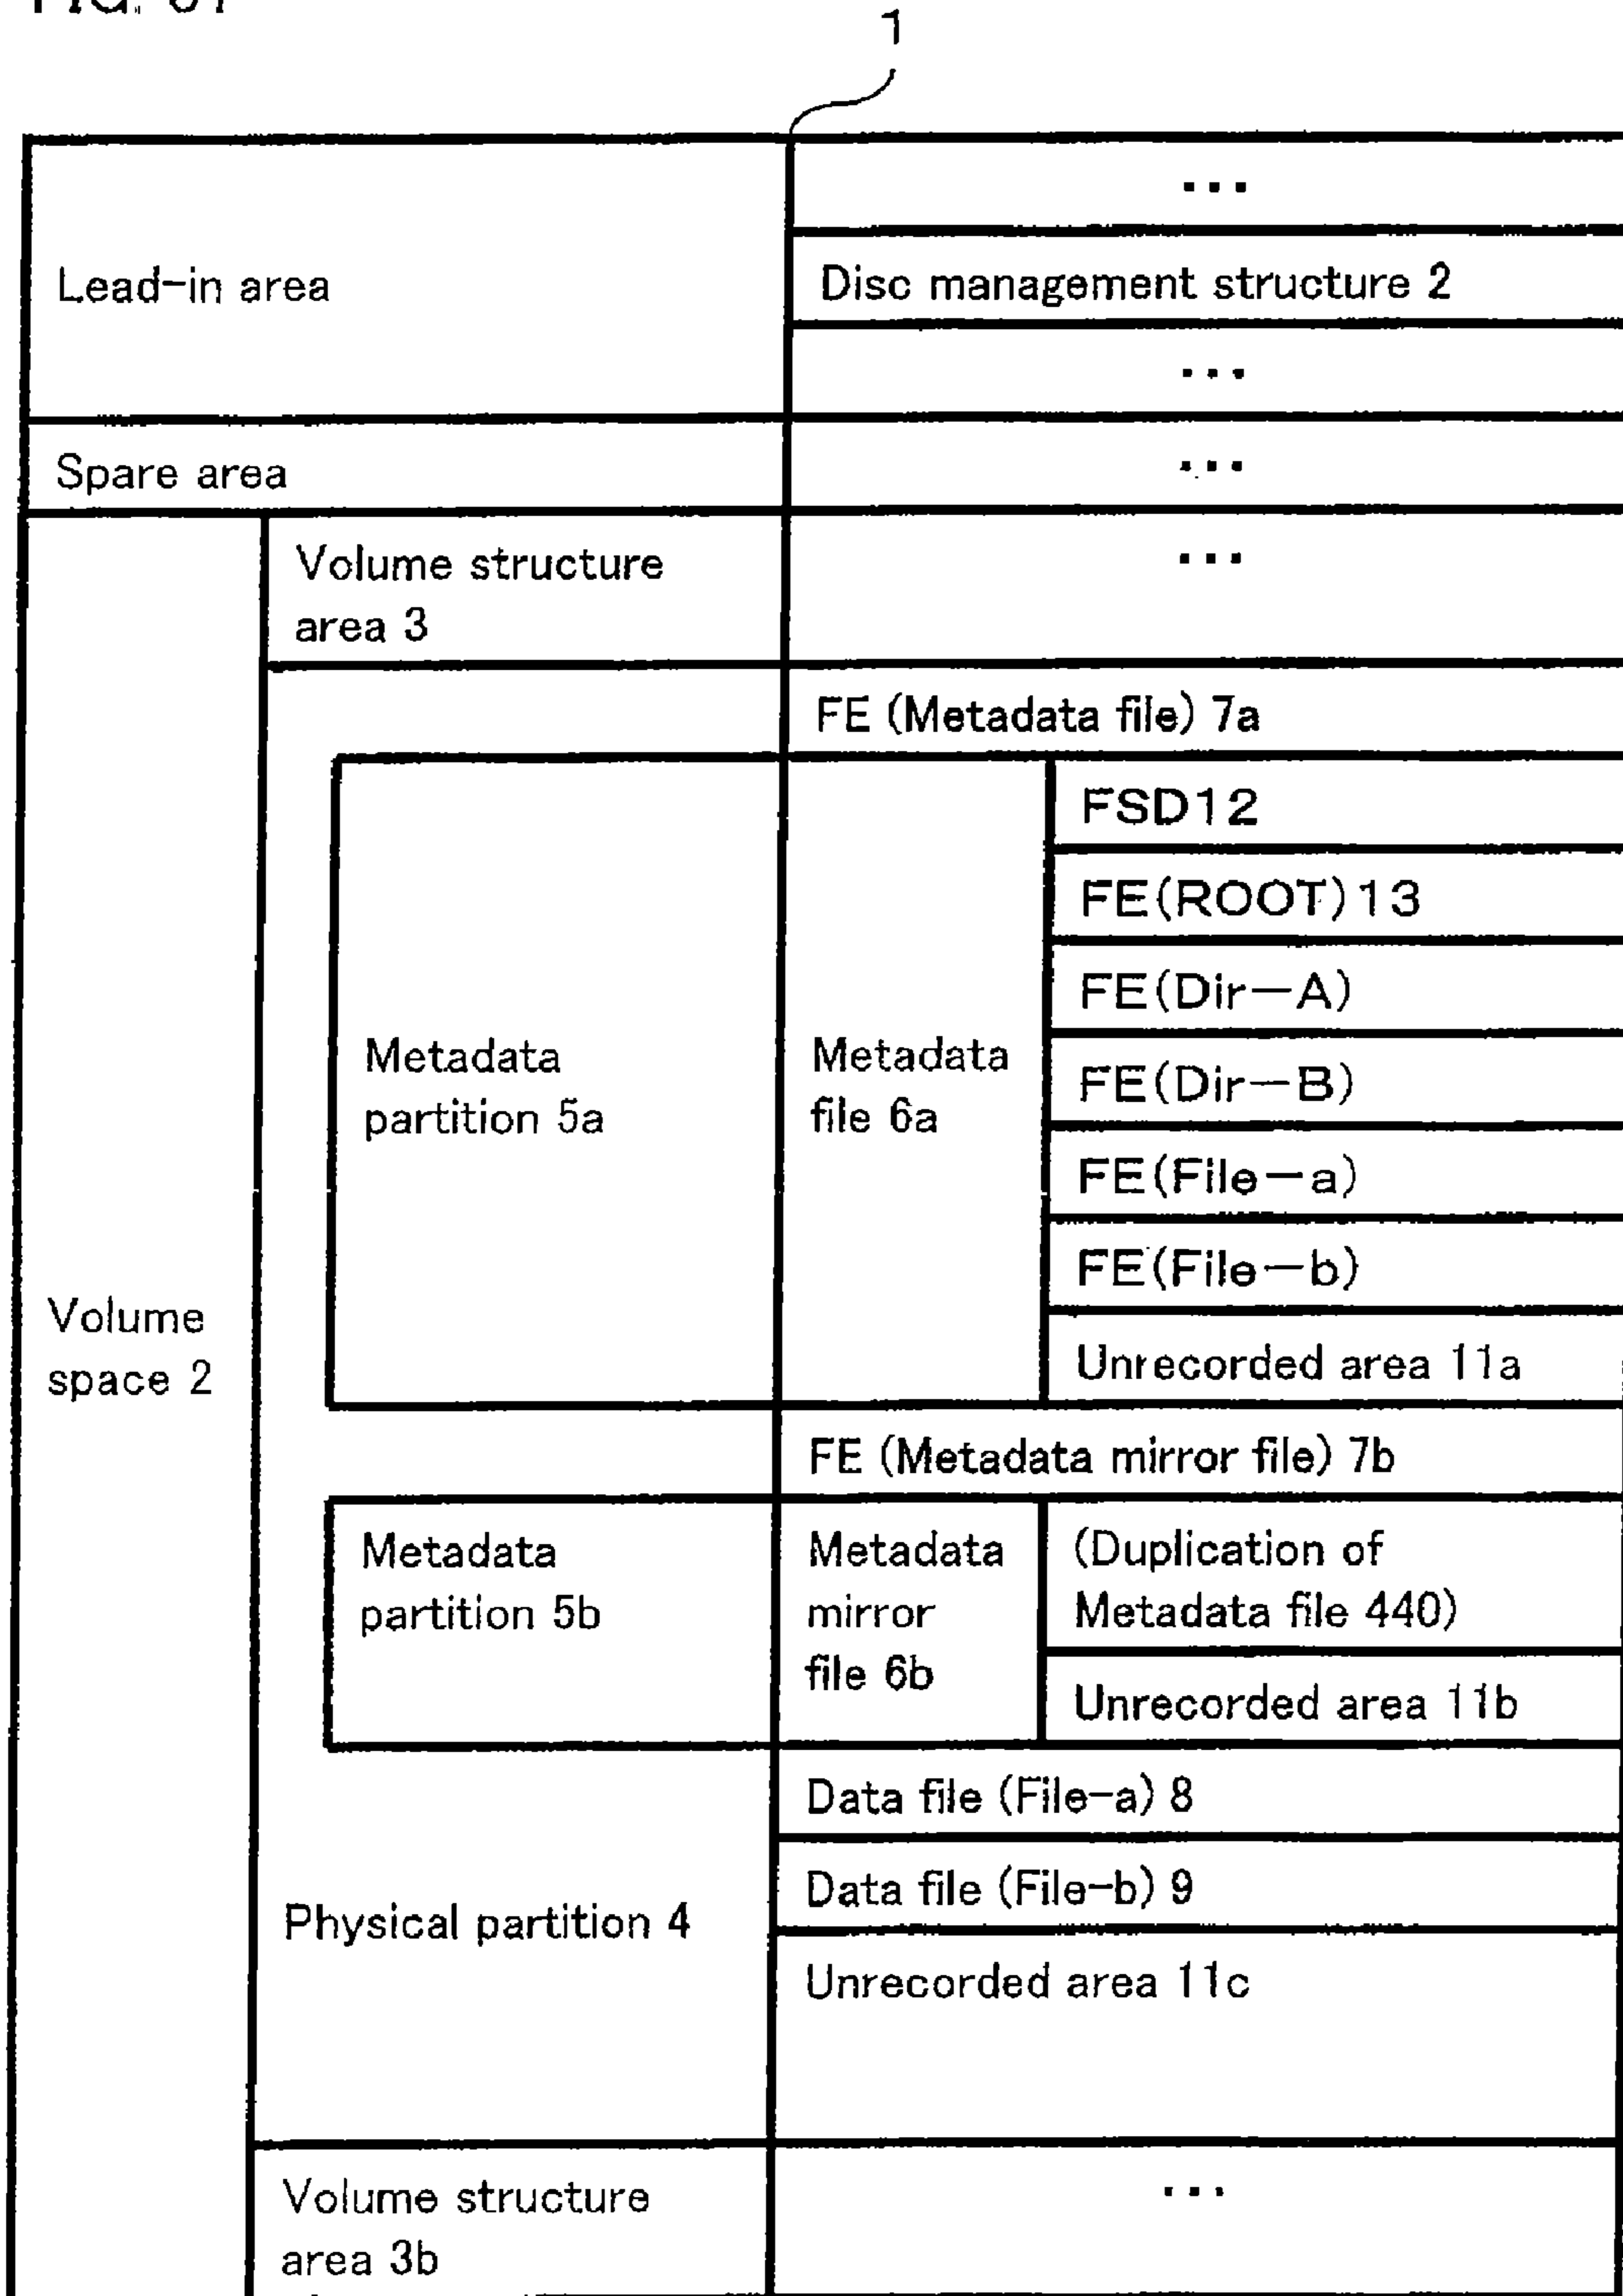 1
...
Lead-in area
Disc management structure 2
...
Spare area
...
Volume structure
area 3
...
FE (Metadata file) 7a
FSD12
FE(ROOT)13
FE(Dir—A)
Metadata
partition 5a
Metadata
file 6a
FE(Dir—B)
FE(File—a)
FE(File—b)
Volume
space 2
Unrecorded area 11a
FE (Metadata mirror file) 7b
Metadata
partition 5b
Metadata
mirror
file 6b
(Duplication of
Metadata file 440)
Unrecorded area 11b
Data file (File-a) 8
Data file (File-b) 9
Physical partition 4
Unrecorded area 11c
Volume structure
area 3b
...